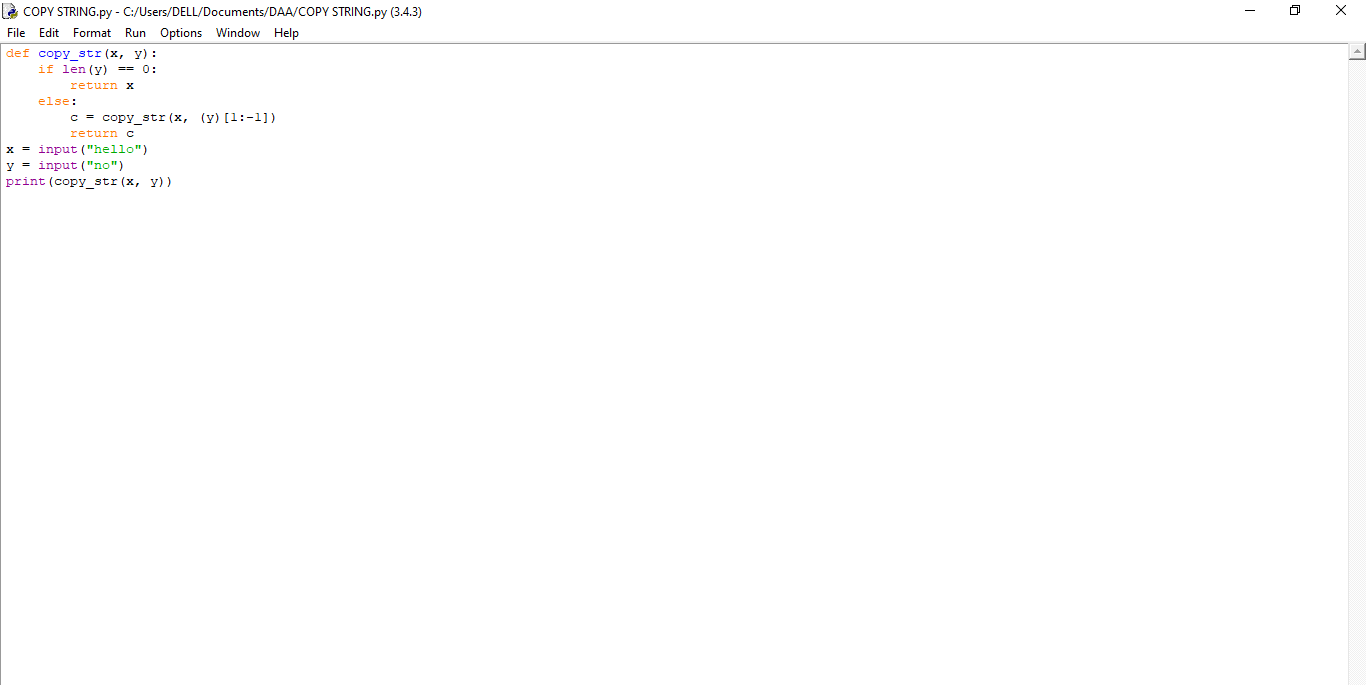 COPY STRING.py - C:/Users/DELL/Documents/DAA/COPY STRING.py (3.4.3)
File Edit Format Run Options Window Help
def copy_str(x, y):
    if len(y) == 0:
        return x
    else:
        c = copy_str(x, (y)[1:-1])
        return c
x = input("hello")
y = input("no")
print(copy_str(x, y))